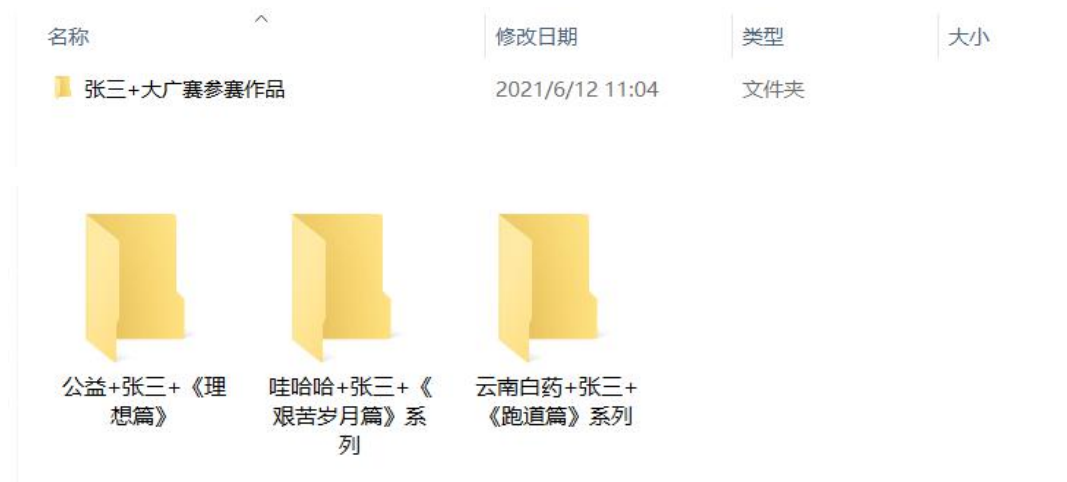 名称 修改日期 类型 大小
张三+大广赛参赛作品 2021/6/12 11:04 文件夹
公益+张三+《理
想篇》
哇哈哈+张三+《
艰苦岁月篇》系
列
云南白药+张三+
《跑道篇》系列